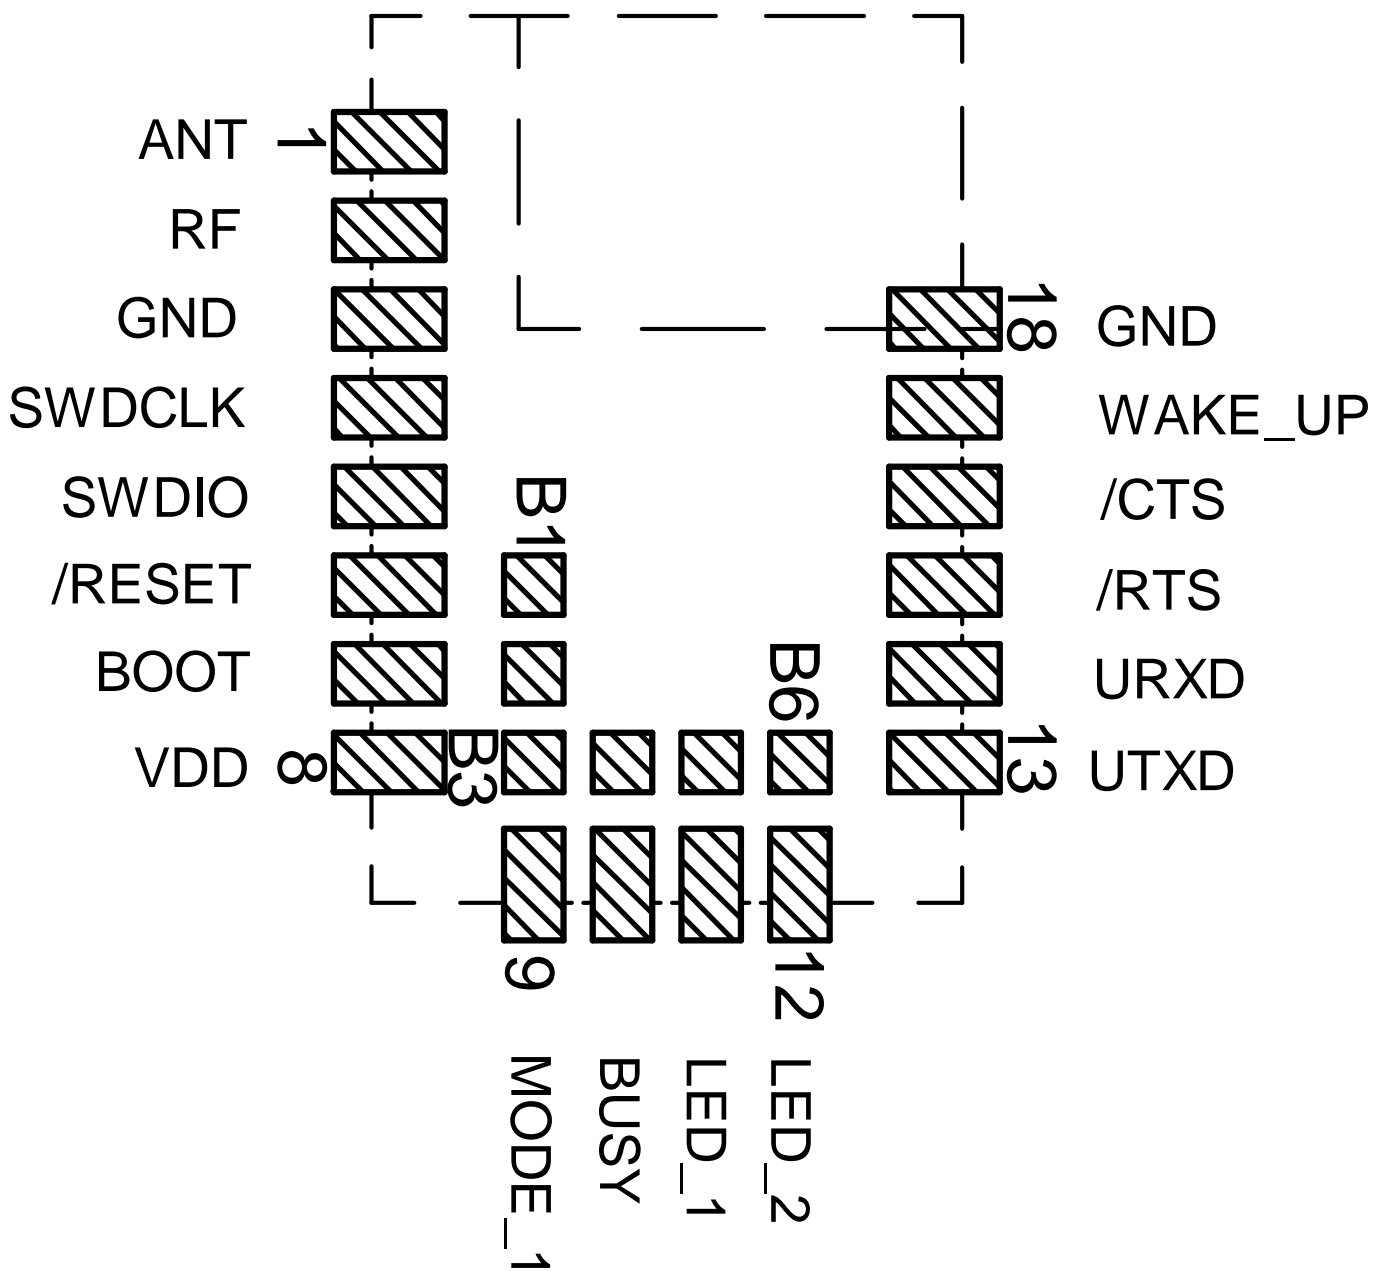 ANT 1
RF
GND
SWDCLK
SWDIO
/RESET
BOOT
VDD 8
B1
B3
B6
18 GND
WAKE_UP
/CTS
/RTS
URXD
13 UTXD
9
12
MODE_1
BUSY
LED_1
LED_2